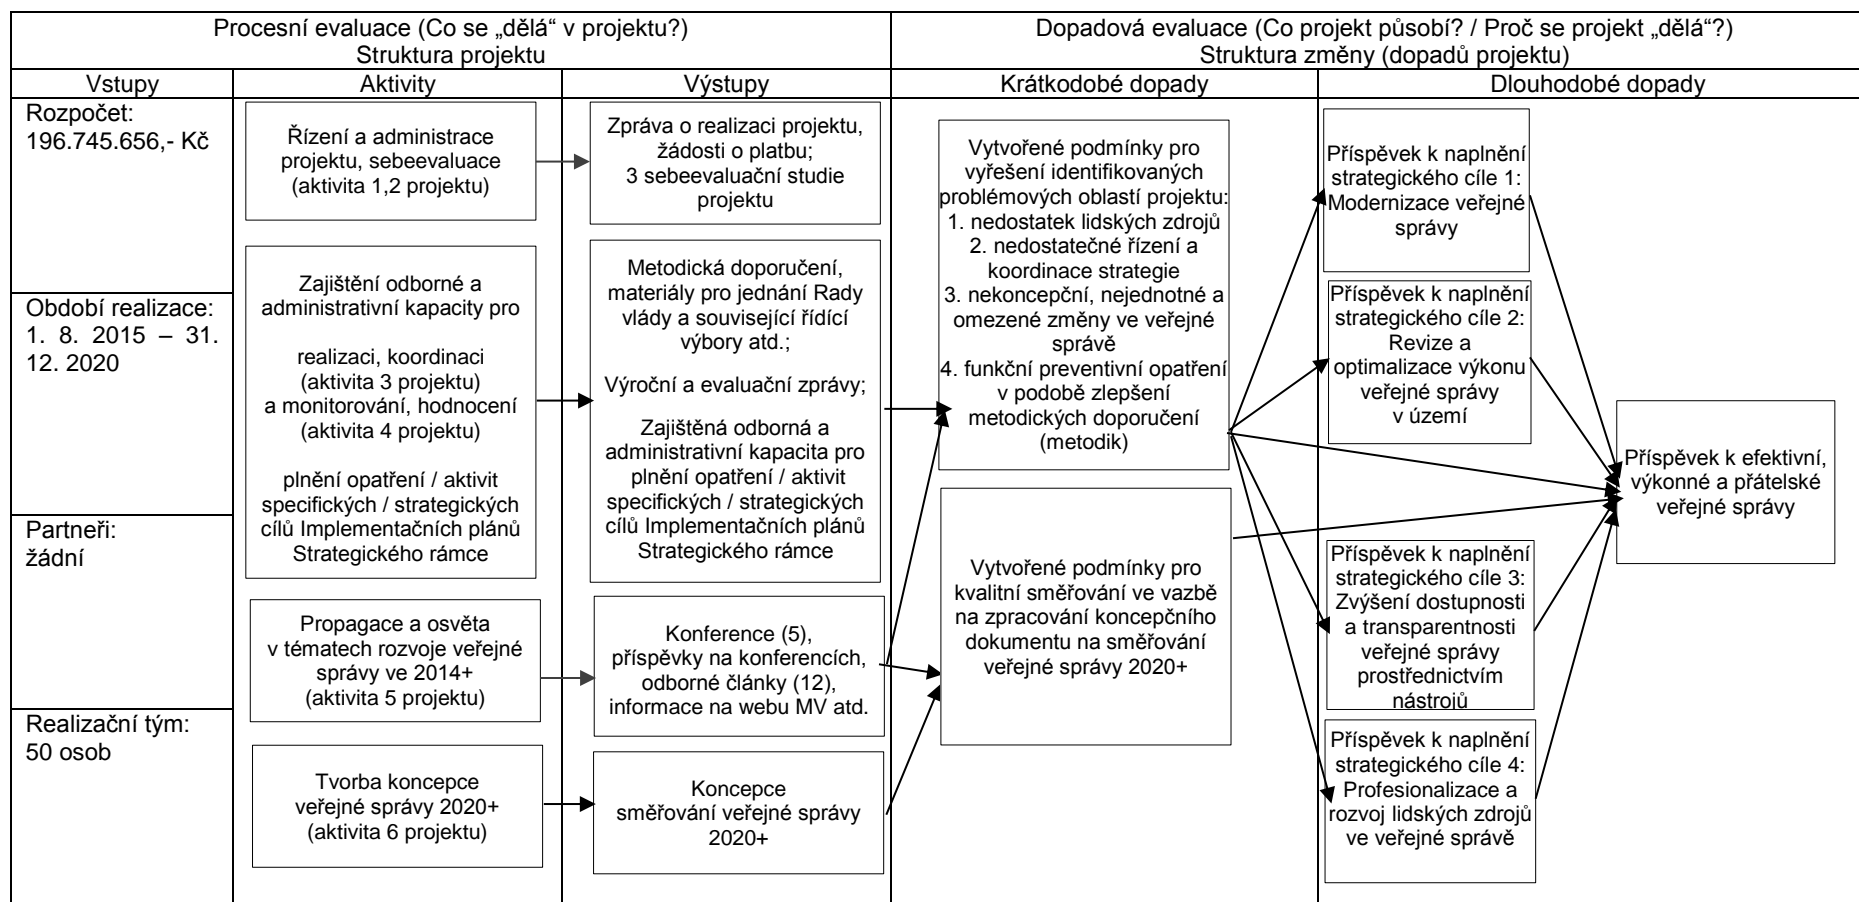 Procesní evaluace (Co se „dělá“ v projektu?)
Struktura projektu
Dopadová evaluace (Co projekt působí? / Proč se projekt „dělá“?)
Struktura změny (dopadů projektu)
Vstupy
Aktivity
Výstupy
Krátkodobé dopady
Dlouhodobé dopady
Rozpočet:
196.745.656,- Kč
Období realizace:
1. 8. 2015 – 31.
12. 2020
Partneři:
žádní
Realizační tým:
50 osob
Řízení a administrace
projektu, sebeevaluace
(aktivita 1,2 projektu)
Zajištění odborné a
administrativní kapacity pro
realizaci, koordinaci
(aktivita 3 projektu)
a monitorování, hodnocení
(aktivita 4 projektu)
plnění opatření / aktivit
specifických / strategických
cílů Implementačních plánů
Strategického rámce
Propagace a osvěta
v tématech rozvoje veřejné
správy ve 2014+
(aktivita 5 projektu)
Tvorba koncepce
veřejné správy 2020+
(aktivita 6 projektu)
Zpráva o realizaci projektu,
žádosti o platbu;
3 sebeevaluační studie
projektu
Metodická doporučení,
materiály pro jednání Rady
vlády a související řídící
výbory atd.;
Výroční a evaluační zprávy;
Zajištěná odborná a
administrativní kapacita pro
plnění opatření / aktivit
specifických / strategických
cílů Implementačních plánů
Strategického rámce
Konference (5),
příspěvky na konferencích,
odborné články (12),
informace na webu MV atd.
Koncepce
směřování veřejné správy
2020+
Vytvořené podmínky pro
vyřešení identifikovaných
problémových oblastí projektu:
1. nedostatek lidských zdrojů
2. nedostatečné řízení a
koordinace strategie
3. nekoncepční, nejednotné a
omezené změny ve veřejné
správě
4. funkční preventivní opatření
v podobě zlepšení
metodických doporučení
(metodik)
Vytvořené podmínky pro
kvalitní směřování ve vazbě
na zpracování koncepčního
dokumentu na směřování
veřejné správy 2020+
Příspěvek k naplnění
strategického cíle 1:
Modernizace veřejné
správy
Příspěvek k naplnění
strategického cíle 2:
Revize a
optimalizace výkonu
veřejné správy
v území
Příspěvek k naplnění
strategického cíle 3:
Zvýšení dostupnosti
a transparentnosti
veřejné správy
prostřednictvím
nástrojů
Příspěvek k naplnění
strategického cíle 4:
Profesionalizace a
rozvoj lidských zdrojů
ve veřejné správě
Příspěvek k efektivní,
výkonné a přátelské
veřejné správy